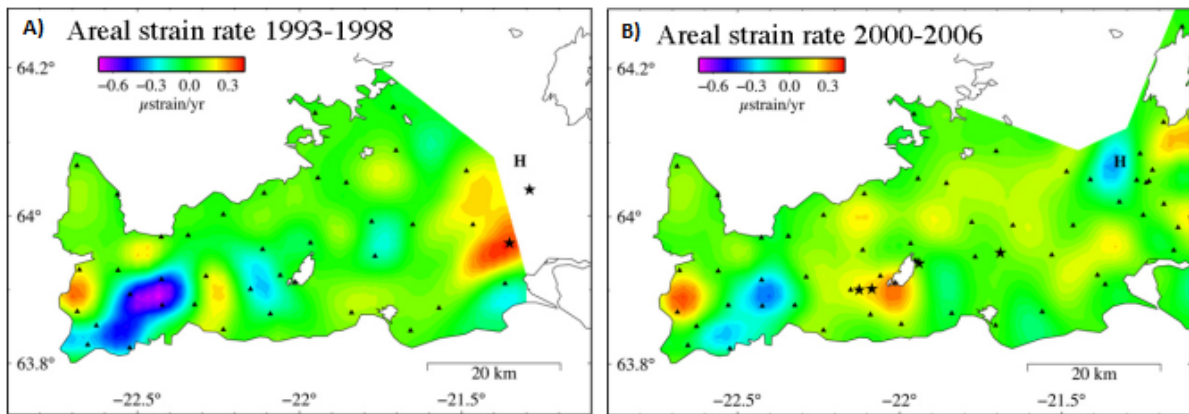 A) Areal strain rate 1993-1998
−0.6 −0.3 0.0 0.3
μstrain/yr
64.2°
64°
63.8°
H
20 km
−22.5° −22° −21.5°
B) Areal strain rate 2000-2006
−0.6 −0.3 0.0 0.3
μstrain/yr
64.2°
64°
63.8°
H
20 km
−22.5° −22° −21.5°